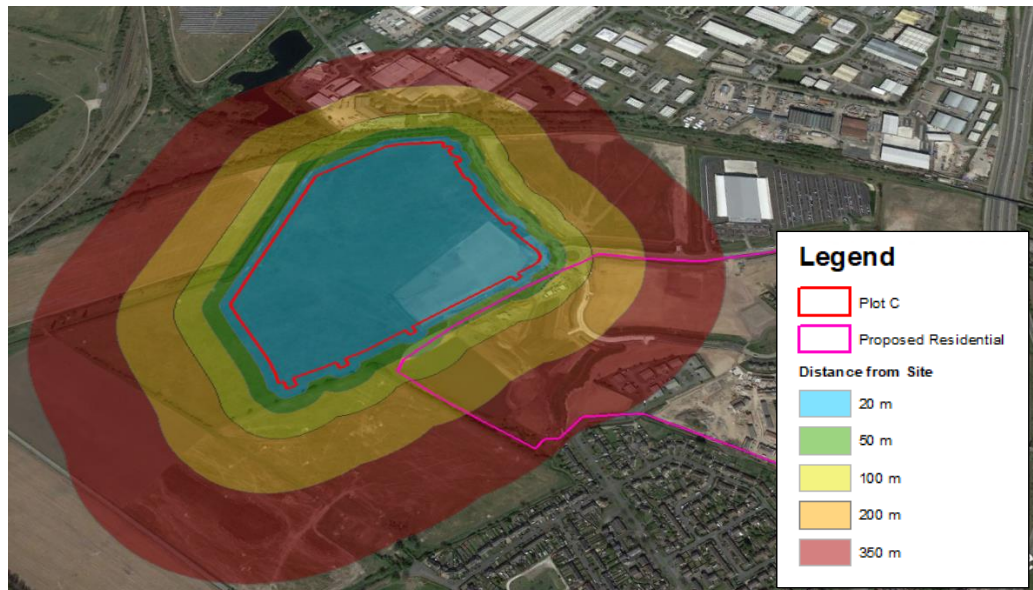 Legend
Plot C
Proposed Residential
Distance from Site
20 m
50 m
100 m
200 m
350 m